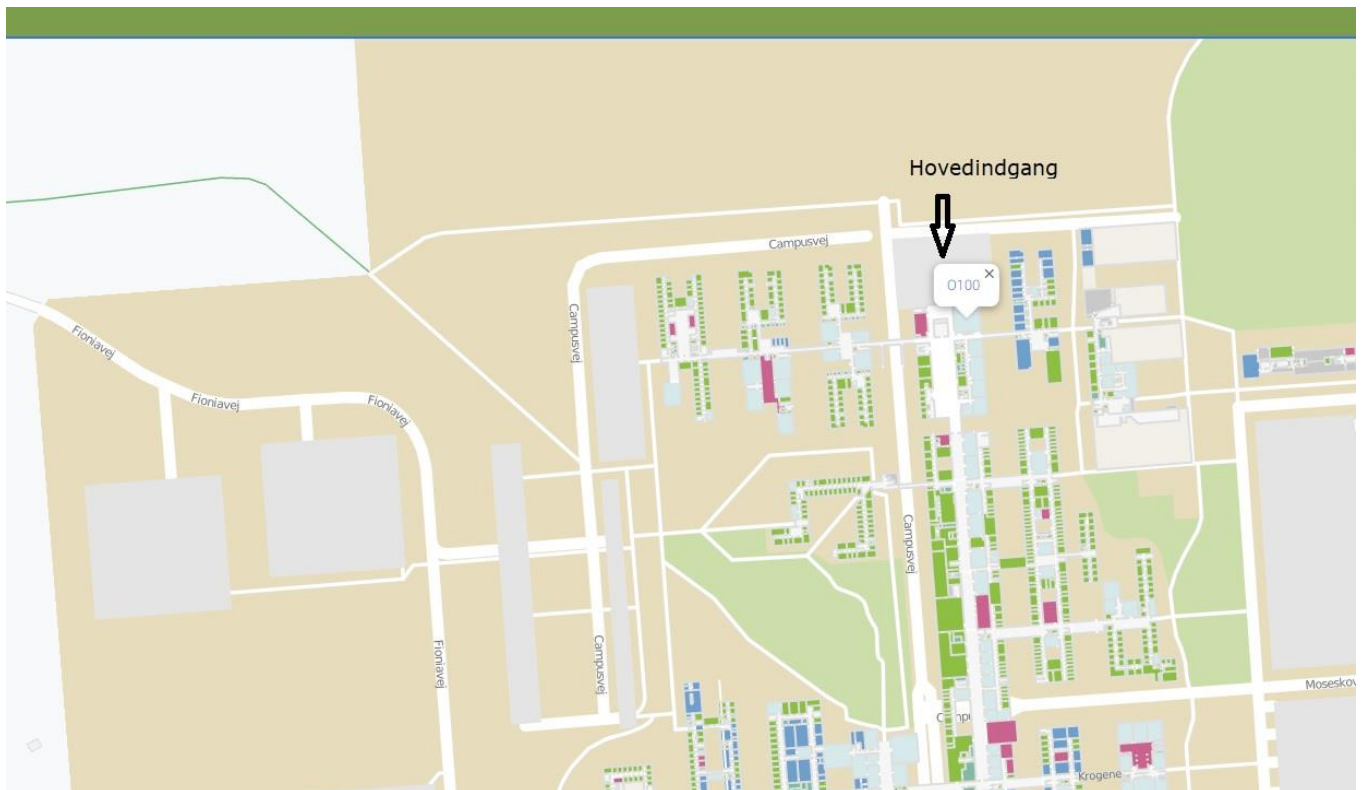 Hovedindgang
Campusvej
O100
Campusvej
Fioniavej
Fioniavej
Fioniavej
Campusvej
Campusvej
Fioniavej
Moseskov
Krogene